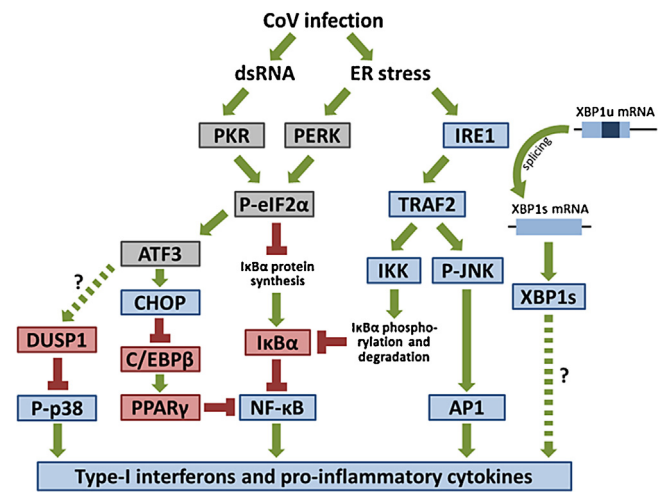 CoV infection
dsRNA
ER stress
PKR
PERK
IRE1
XBP1u mRNA
splicing
P-eIF2α
TRAF2
XBP1s mRNA
ATF3
IκBα protein
synthesis
IKK
P-JNK
?
CHOP
XBP1s
DUSP1
IκBα
IκBα phospho-
rylation and
degradation
C/EBPβ
?
P-p38
PPARγ
NF-κB
AP1
Type-I interferons and pro-inflammatory cytokines